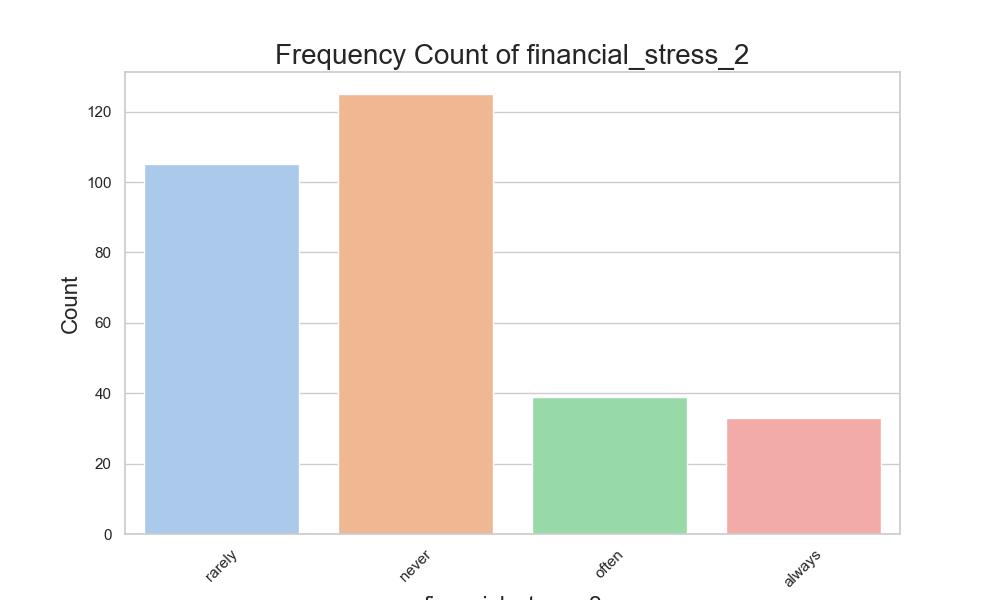 Frequency Count of financial_stress_2
Count
120
100
80
60
40
20
0
rarely
never
often
always